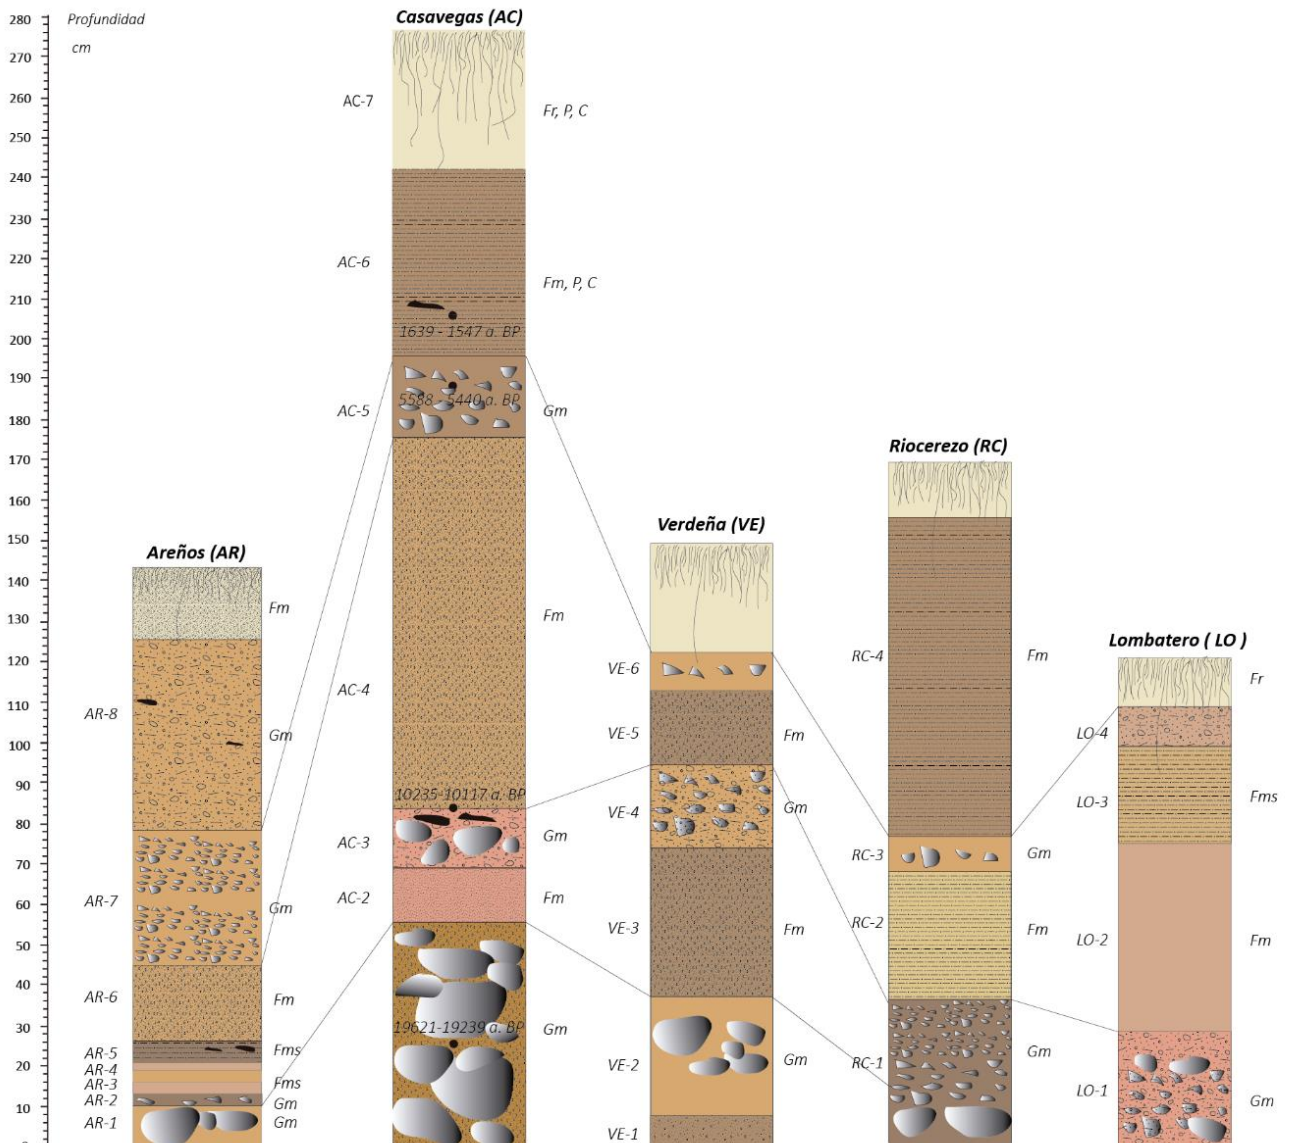 280
Profundidad
cm
270
260
250
240
230
220
210
200
190
180
170
160
150
140
130
120
110
100
90
80
70
60
50
40
30
20
10
Areños (AR)
Fm
AR-8
Gm
AR-7
Gm
AR-6
Fm
AR-5
Fms
AR-4
AR-3
Fms
AR-2
Gm
AR-1
Gm
Casavegas (AC)
AC-7
Fr, P, C
AC-6
Fm, P, C
1639 - 1547 a. BP
AC-5
5588 - 5440 a. BP
Gm
Fm
AC-4
10235-10117 a. BP
AC-3
Gm
AC-2
Fm
19621-19239 a. BP
Gm
Verdeña (VE)
VE-6
VE-5
Fm
VE-4
Gm
VE-3
Fm
VE-2
Gm
VE-1
Riocerezo (RC)
RC-4
Fm
RC-3
Gm
RC-2
Fm
RC-1
Gm
Lombatero ( LO )
Fr
LO-4
LO-3
Fms
LO-2
Fm
LO-1
Gm